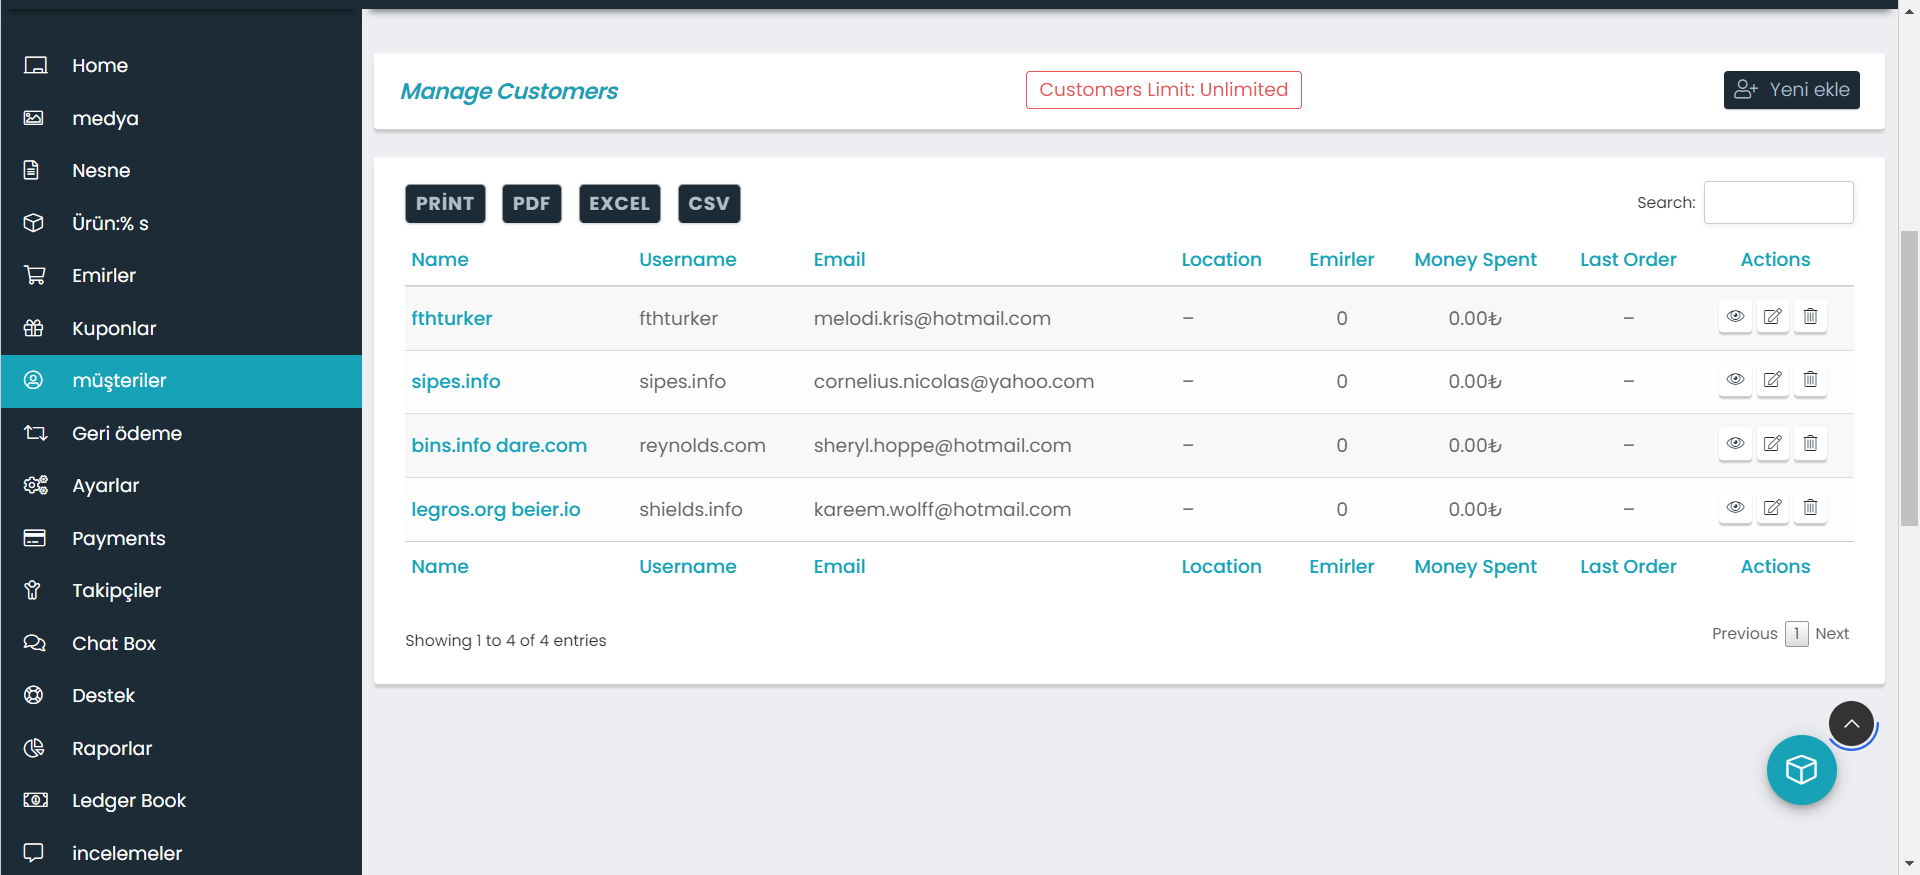 Home
medya
Nesne
Ürün:% s
Emirler
Kuponlar
müşteriler
Geri ödeme
Ayarlar
Payments
Takipçiler
Chat Box
Destek
Raporlar
Ledger Book
incelemeler
Manage Customers
Customers Limit: Unlimited
Yeni ekle
PRİNT PDF EXCEL CSV
Search:
Name Username Email Location Emirler Money Spent Last Order Actions
fthturker fthturker melodi.kris@hotmail.com – 0 0.00₺ –
sipes.info sipes.info cornelius.nicolas@yahoo.com – 0 0.00₺ –
bins.info dare.com reynolds.com sheryl.hoppe@hotmail.com – 0 0.00₺ –
legros.org beier.io shields.info kareem.wolff@hotmail.com – 0 0.00₺ –
Name Username Email Location Emirler Money Spent Last Order Actions
Showing 1 to 4 of 4 entries
Previous 1 Next